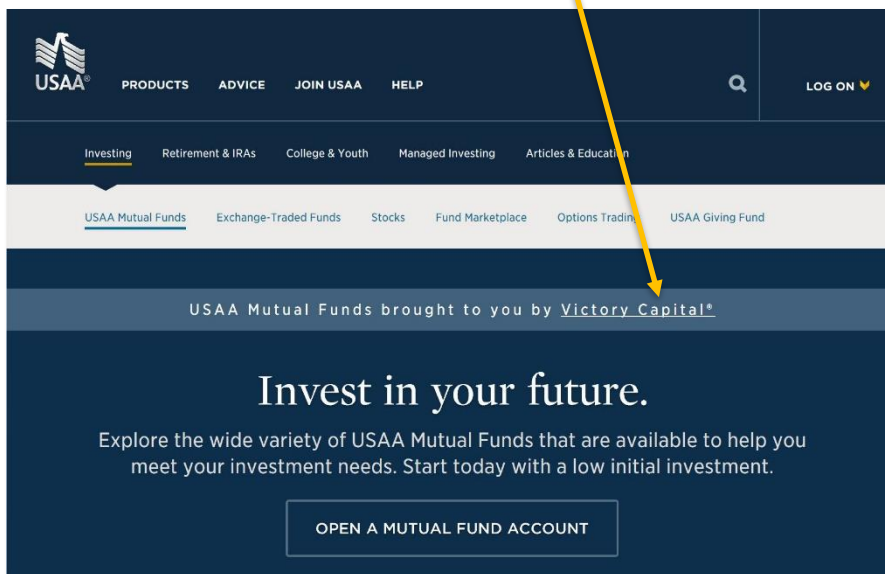 USAA®
PRODUCTS ADVICE JOIN USAA HELP
LOG ON
Investing Retirement & IRAs College & Youth Managed Investing Articles & Education
USAA Mutual Funds Exchange-Traded Funds Stocks Fund Marketplace Options Trading USAA Giving Fund
USAA Mutual Funds brought to you by Victory Capital®
Invest in your future.
Explore the wide variety of USAA Mutual Funds that are available to help you
meet your investment needs. Start today with a low initial investment.
OPEN A MUTUAL FUND ACCOUNT